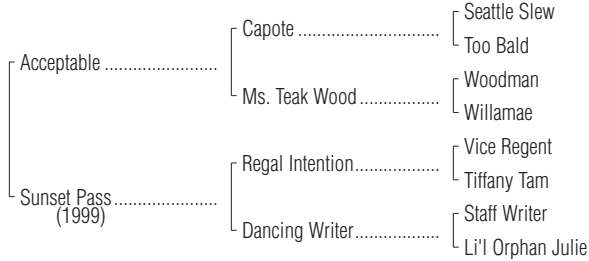 Seattle Slew
Capote ................................
Too Bald
Acceptable .........................
Woodman
Ms. Teak Wood..................
Willamae
Vice Regent
Regal Intention...................
Tiffany Tam
Sunset Pass.......................
(1999)
Staff Writer
Dancing Writer...................
Li'l Orphan Julie